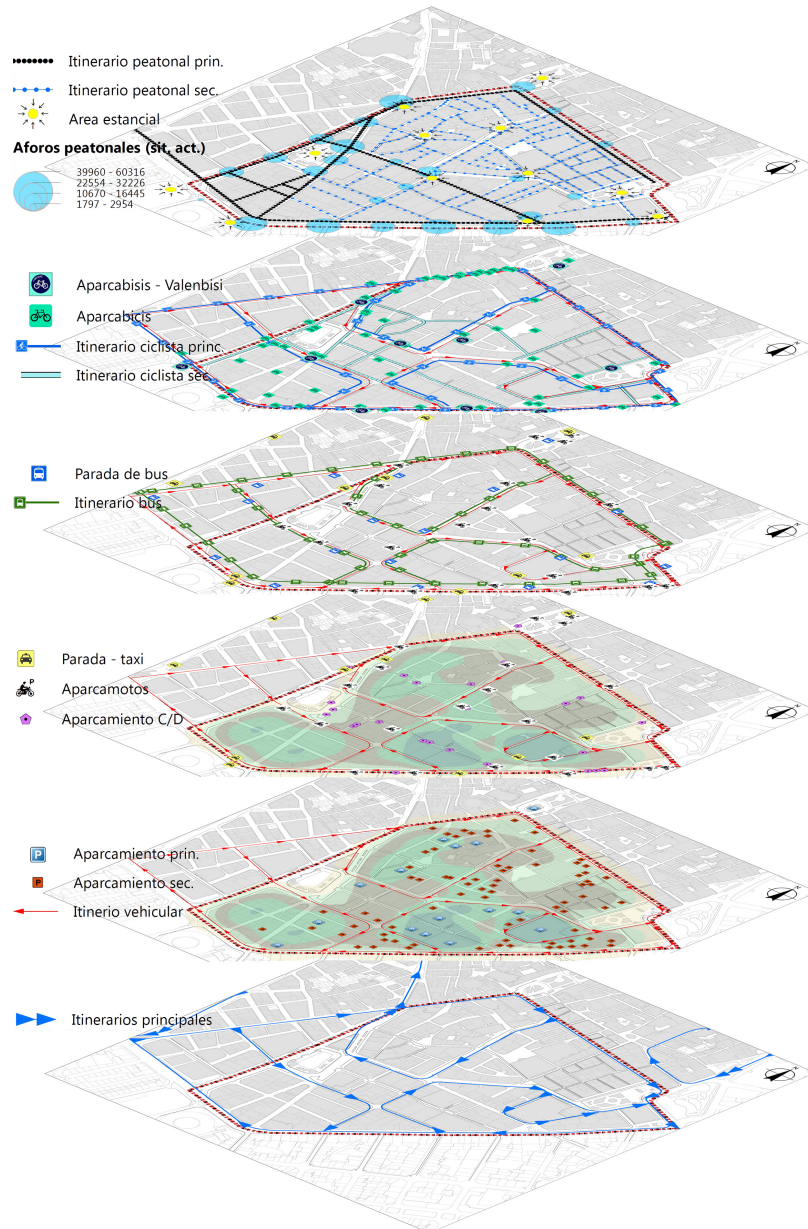 Itinerario peatonal prin.
Itinerario peatonal sec.
Area estancial
Aforos peatonales (sit. act.)
39960 - 60316
22554 - 32226
10670 - 16445
1797 - 2954
Aparcabisis - Valenbisi
Aparcabicis
Itinerario ciclista princ.
Itinerario ciclista sec.
Parada de bus
Itinerario bus
Parada - taxi
P
Aparcamotos
Aparcamiento C/D
P
Aparcamiento prin.
P
Aparcamiento sec.
Itinerio vehicular
Itinerarios principales